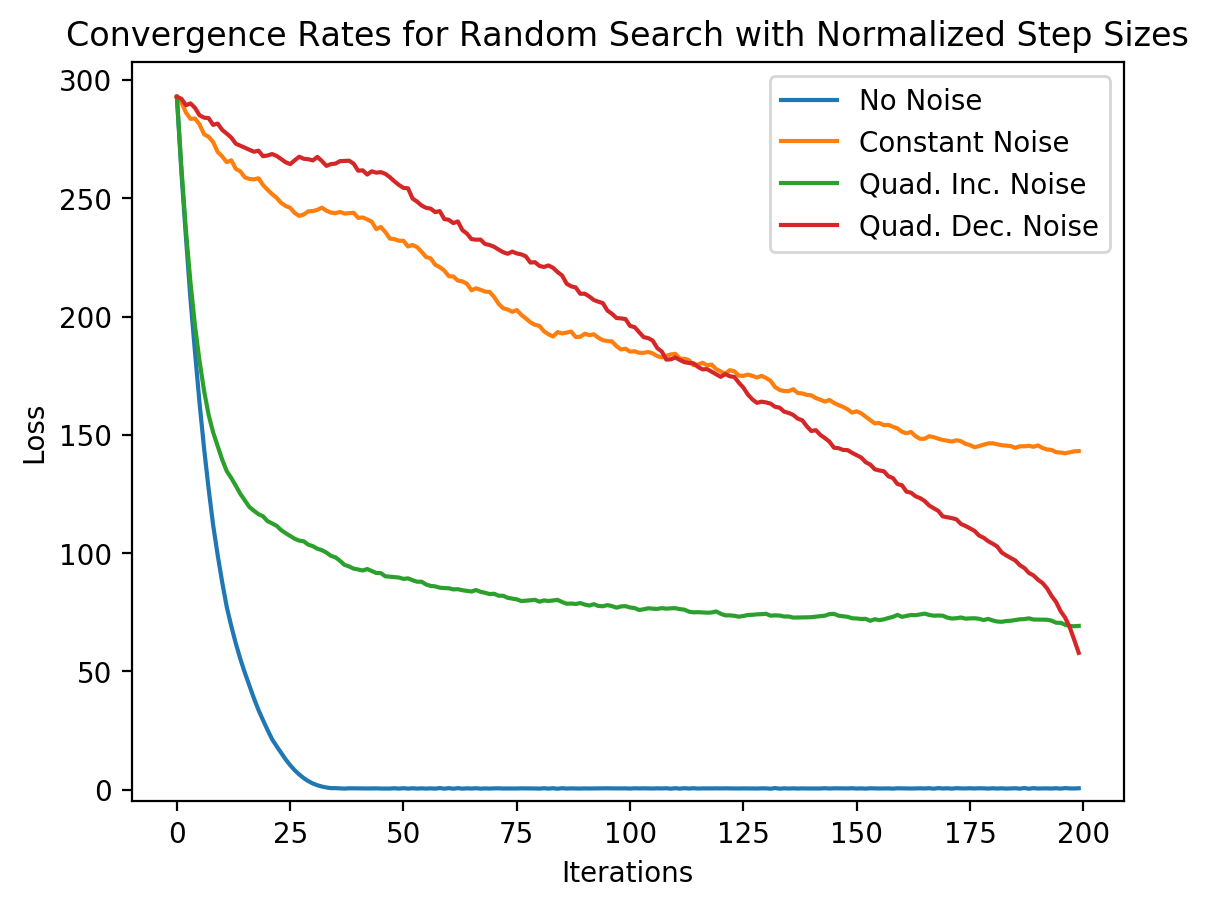 Convergence Rates for Random Search with Normalized Step Sizes
300
250
200
150
100
50
0
Loss
No Noise
Constant Noise
Quad. Inc. Noise
Quad. Dec. Noise
0 25 50 75 100 125 150 175 200
Iterations